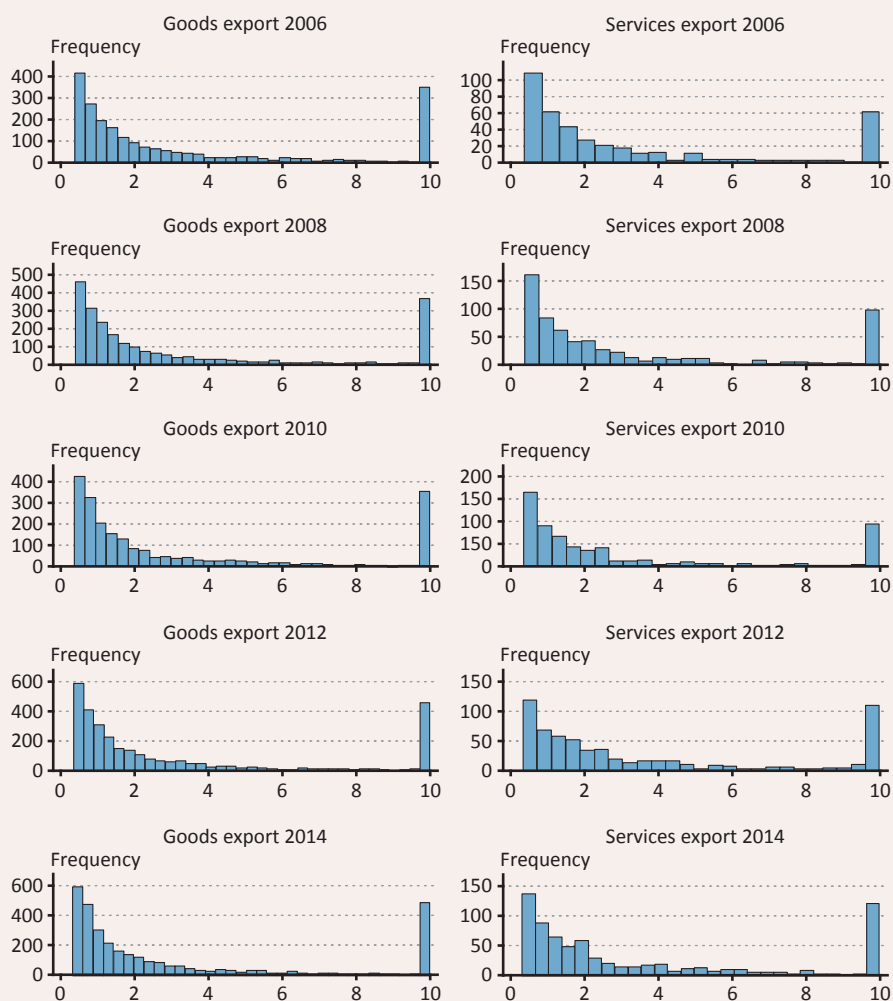 Goods export 2006
Frequency
400
300
200
100
0
0 2 4 6 8 10
Services export 2006
Frequency
100
80
60
40
20
0
0 2 4 6 8 10
Goods export 2008
Frequency
500
400
300
200
100
0
0 2 4 6 8 10
Services export 2008
Frequency
150
100
50
0
0 2 4 6 8 10
Goods export 2010
Frequency
400
300
200
100
0
0 2 4 6 8 10
Services export 2010
Frequency
200
150
100
150
0
0 2 4 6 8 10
Goods export 2012
Frequency
600
400
200
0
0 2 4 6 8 10
Services export 2012
Frequency
150
100
50
0
0 2 4 6 8 10
Goods export 2014
Frequency
600
400
200
0
0 2 4 6 8 10
Services export 2014
Frequency
150
100
50
0
0 2 4 6 8 10